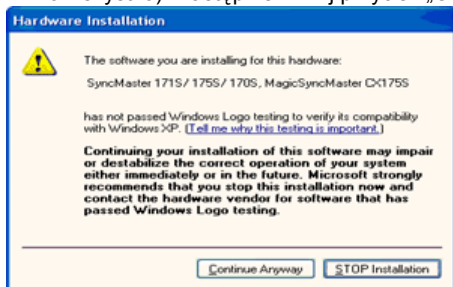 Hardware Installation
The software you are installing for this hardware:
SyncMaster 171S/ 175S/ 170S, MagicSyncMaster CX175S
has not passed Windows Logo testing to verify its compatibility
with Windows XP. (Tell me why this testing is important.)
Continuing your installation of this software may impair
or destabilize the correct operation of your system
either immediately or in the future. Microsoft strongly
recommends that you stop this installation now and
contact the hardware vendor for software that has
passed Windows Logo testing.
Continue Anyway STOP Installation